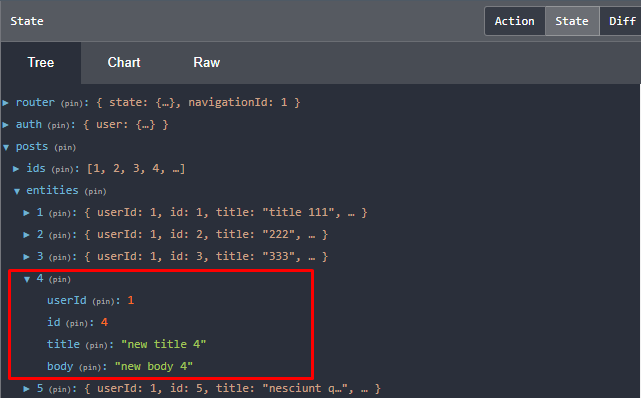 State Action State Diff
Tree Chart Raw
▶ router (pin): { state: {…}, navigationId: 1 }
▶ auth (pin): { user: {…} }
▼ posts (pin)
▶ ids (pin): [1, 2, 3, 4, …]
▼ entities (pin)
▶ 1 (pin): { userId: 1, id: 1, title: "title 111", … }
▶ 2 (pin): { userId: 1, id: 2, title: "222", … }
▶ 3 (pin): { userId: 1, id: 3, title: "333", … }
▼ 4 (pin)
userId (pin): 1
id (pin): 4
title (pin): "new title 4"
body (pin): "new body 4"
▶ 5 (pin): { userId: 1, id: 5, title: "nesciunt q…", … }